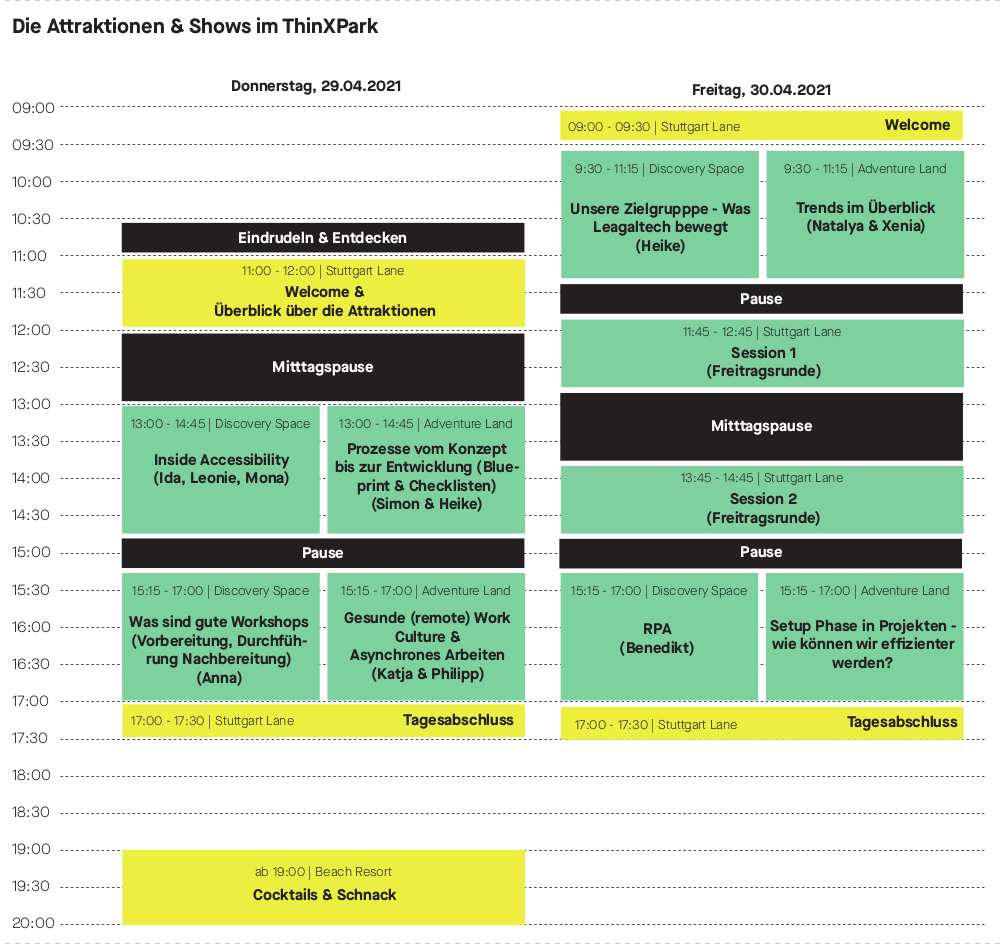 Die Attraktionen & Shows im ThinXPark
Donnerstag, 29.04.2021
Freitag, 30.04.2021
09:00
09:30
10:00
10:30
11:00
11:30
12:00
12:30
13:00
13:30
14:00
14:30
15:00
15:30
16:00
16:30
17:00
17:30
18:00
18:30
19:00
19:30
20:00
Eindrudeln & Entdecken
11:00 - 12:00 | Stuttgart Lane
Welcome &
Überblick über die Attraktionen
Mitttagspause
13:00 - 14:45 | Discovery Space
Inside Accessibility
(Ida, Leonie, Mona)
13:00 - 14:45 | Adventure Land
Prozesse vom Konzept
bis zur Entwicklung (Blue-
print & Checklisten)
(Simon & Heike)
Pause
15:15 - 17:00 | Discovery Space
Was sind gute Workshops
(Vorbereitung, Durchfüh-
rung Nachbereitung)
(Anna)
15:15 - 17:00 | Adventure Land
Gesunde (remote) Work
Culture &
Asynchrones Arbeiten
(Katja & Philipp)
17:00 - 17:30 | Stuttgart Lane
Tagesabschluss
ab 19:00 | Beach Resort
Cocktails & Schnack
09:00 - 09:30 | Stuttgart Lane
Welcome
9:30 - 11:15 | Discovery Space
Unsere Zielgrupppe - Was
Leagaltech bewegt
(Heike)
9:30 - 11:15 | Adventure Land
Trends im Überblick
(Natalya & Xenia)
Pause
11:45 - 12:45 | Stuttgart Lane
Session 1
(Freitragsrunde)
Mitttagspause
13:45 - 14:45 | Stuttgart Lane
Session 2
(Freitragsrunde)
Pause
15:15 - 17:00 | Discovery Space
RPA
(Benedikt)
15:15 - 17:00 | Adventure Land
Setup Phase in Projekten -
wie können wir effizienter
werden?
17:00 - 17:30 | Stuttgart Lane
Tagesabschluss